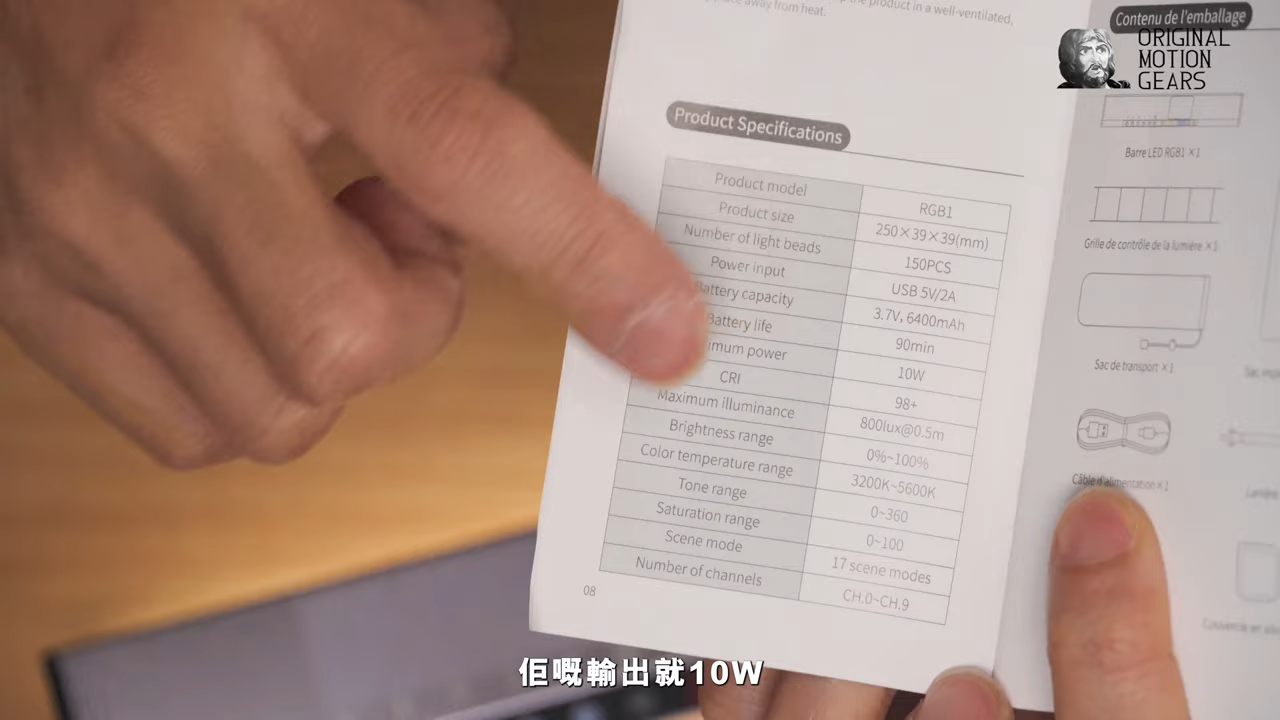 the product in a well-ventilated,
place away from heat.
Product Specifications
Product model RGB1
Product size 250×39×39(mm)
Number of light beads 150PCS
Power input USB 5V/2A
Battery capacity 3.7V, 6400mAh
Battery life 90min
imum power 10W
CRI 98+
Maximum illuminance 800lux@0.5m
Brightness range 0%~100%
Color temperature range 3200K~5600K
Tone range 0~360
Saturation range 0~100
Scene mode 17 scene modes
Number of channels CH.0~CH.9
08
Contenu de l'emballage
ORIGINAL
MOTION
GEARS
Barre LED RGB1 ×1
Grille de contrôle de la lumière ×1
Sac de transport ×1
Câble d'alimentation ×1
佢嘅輸出就10W